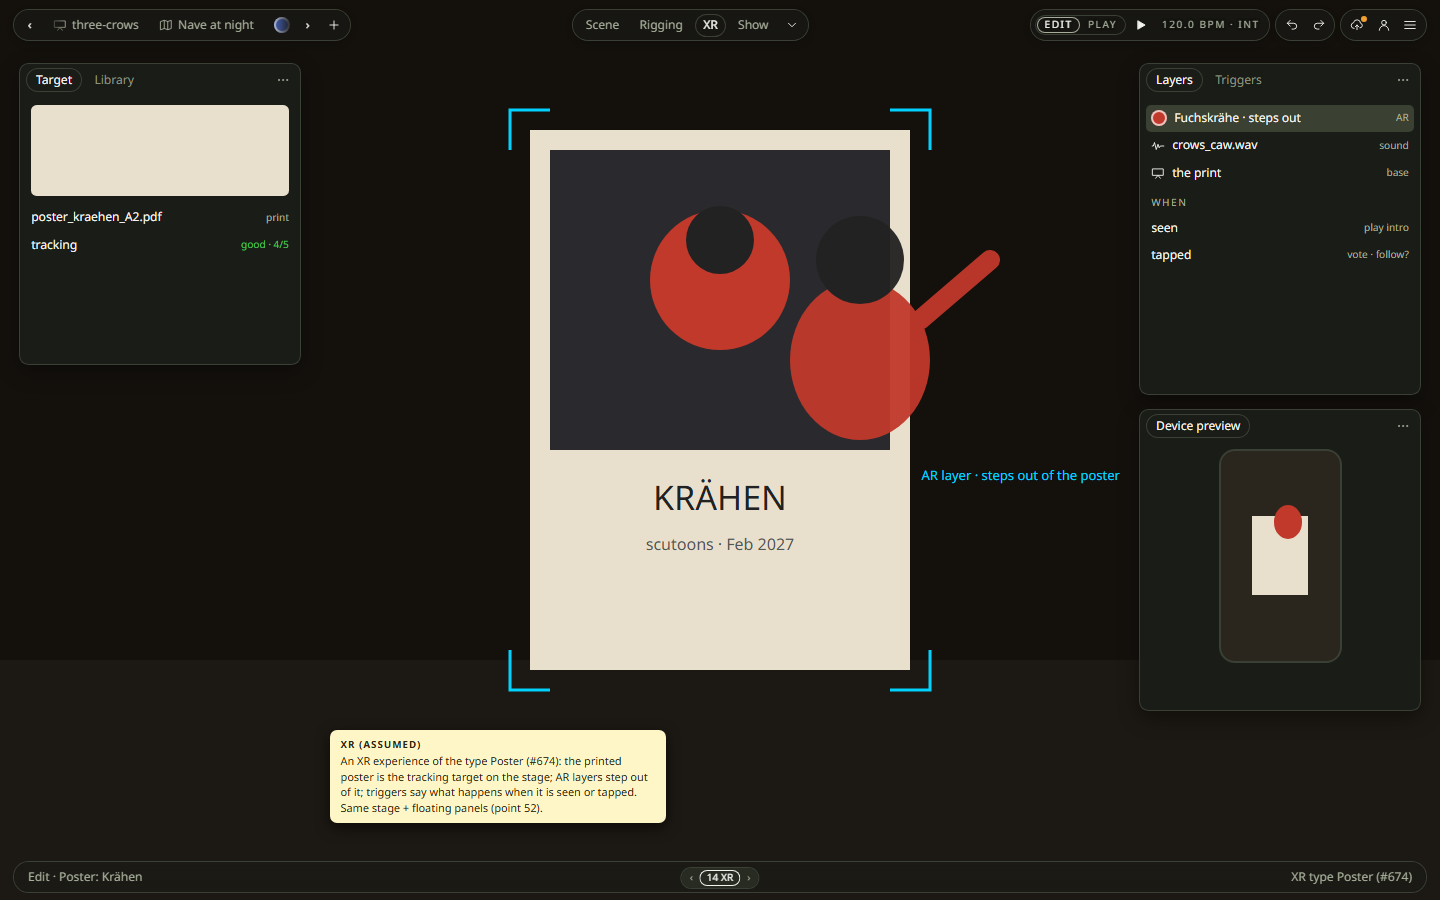 three-crows
Nave at night
Scene
Rigging
XR
Show
EDIT
PLAY
120.0 BPM · INT
Target
Library
poster_kraehen_A2.pdf
print
tracking
good · 4/5
KRÄHEN
scutoons · Feb 2027
AR layer · steps out of the poster
Layers
Triggers
Fuchskrähe · steps out
AR
crows_caw.wav
sound
the print
base
WHEN
seen
play intro
tapped
vote · follow?
Device preview
XR (ASSUMED)
An XR experience of the type Poster (#674): the printed
poster is the tracking target on the stage; AR layers step out
of it; triggers say what happens when it is seen or tapped.
Same stage + floating panels (point 52).
Edit · Poster: Krähen
14 XR
XR type Poster (#674)